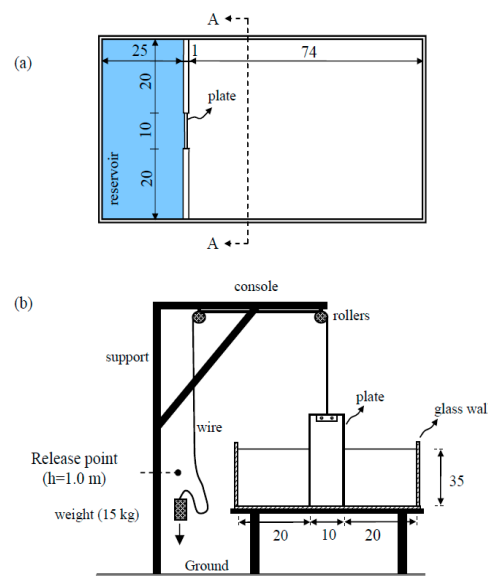 (a)
A
25
1
74
20
plate
10
reservoir
20
A
(b)
console
rollers
support
plate
glass wal
wire
Release point
(h=1.0 m)
35
weight (15 kg)
20
10
20
Ground